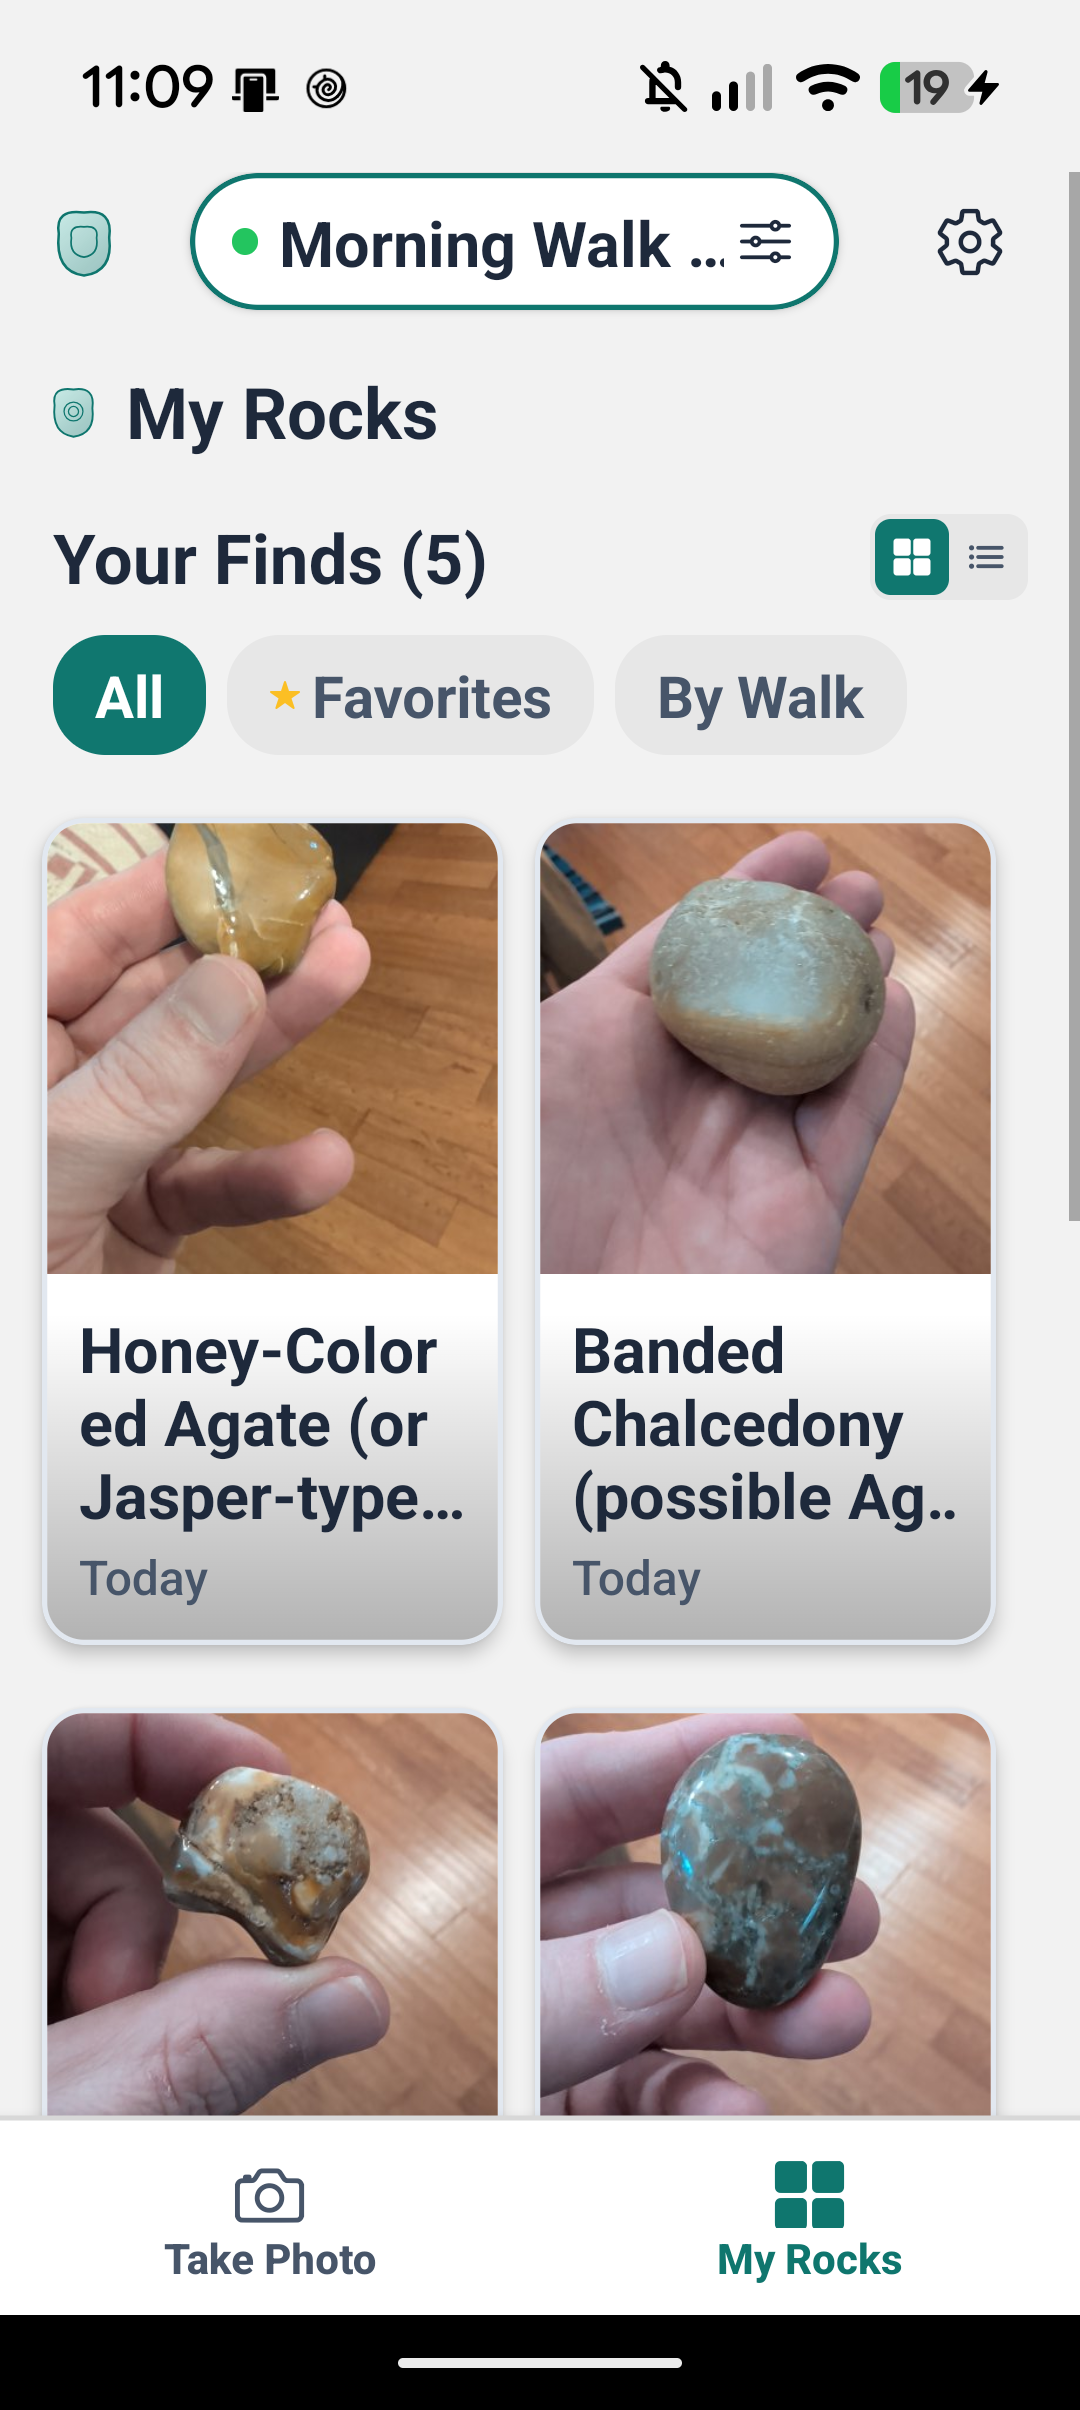 11:09
19
Morning Walk ...
My Rocks
Your Finds (5)
All
Favorites
By Walk
Honey-Color
ed Agate (or
Jasper-type...
Today
Banded
Chalcedony
(possible Ag..
Today
Take Photo
My Rocks